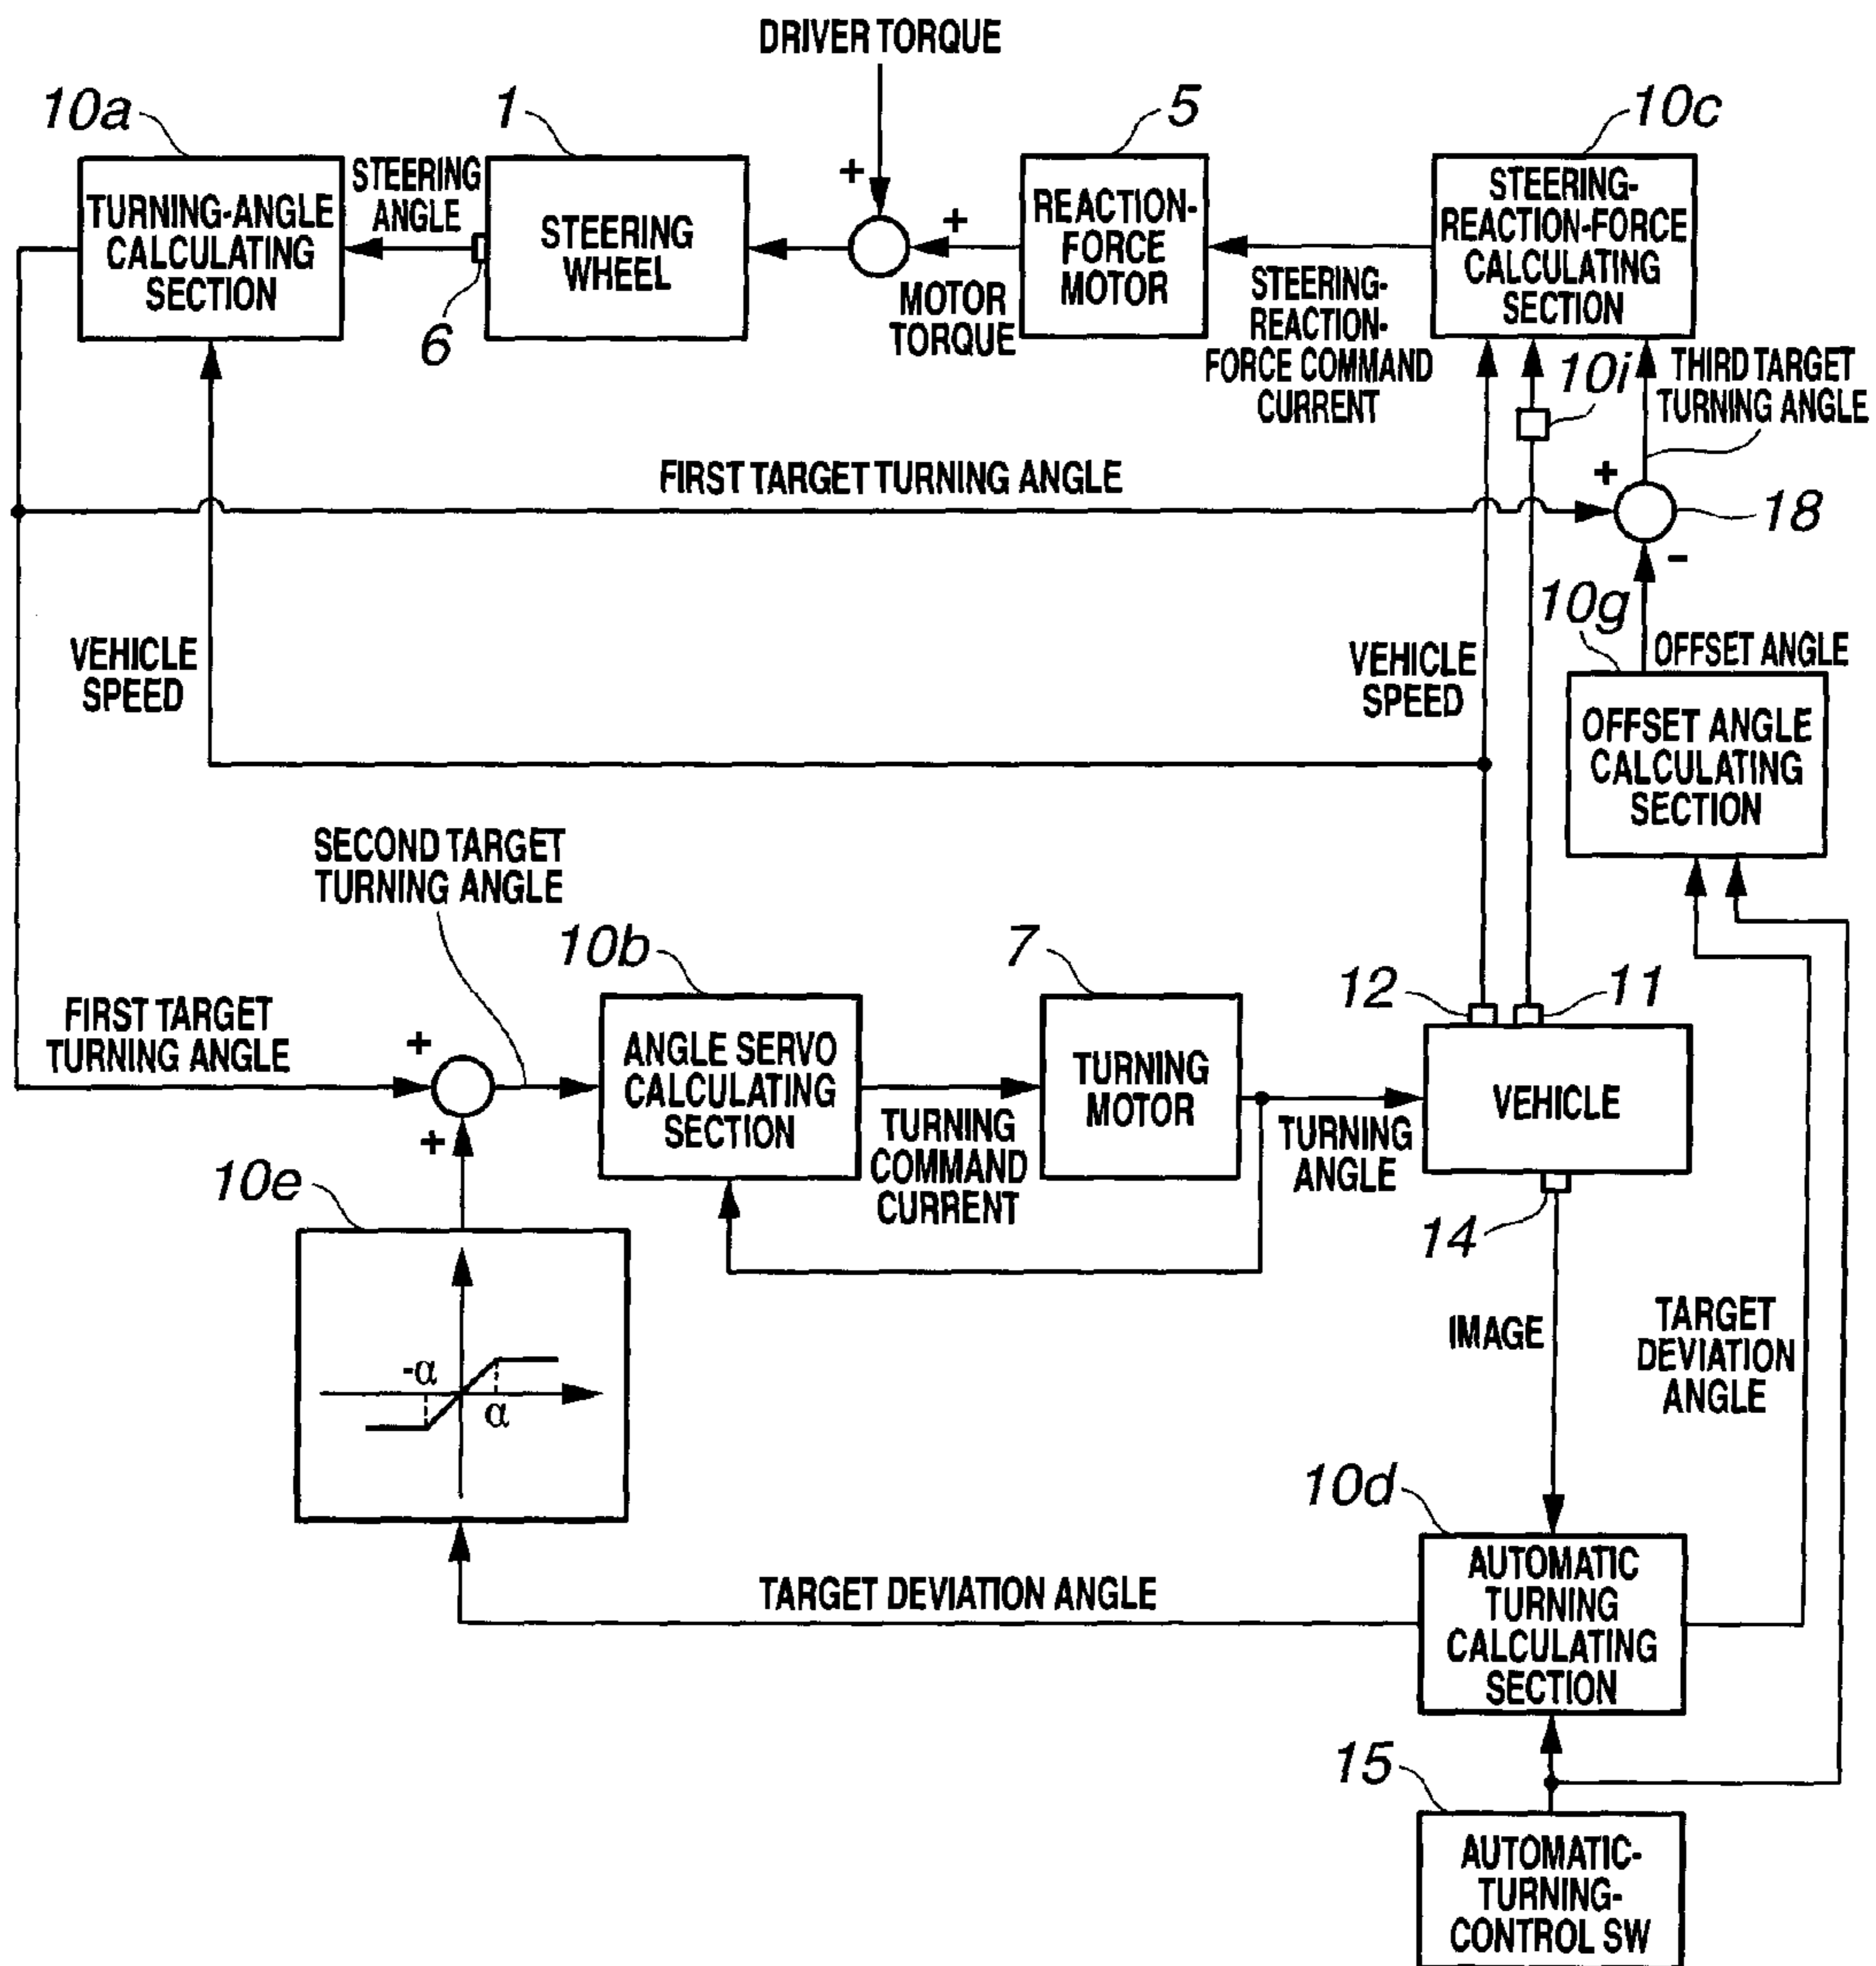 DRIVER TORQUE
10a
1
5
10c
TURNING-ANGLE
CALCULATING
SECTION
STEERING
ANGLE
6
STEERING
WHEEL
+
+
MOTOR
TORQUE
REACTION-
FORCE
MOTOR
STEERING-
REACTION-
FORCE COMMAND
CURRENT
STEERING-
REACTION-FORCE
CALCULATING
SECTION
10i
THIRD TARGET
TURNING ANGLE
FIRST TARGET TURNING ANGLE
+
18
-
10g
OFFSET ANGLE
VEHICLE
SPEED
VEHICLE
SPEED
OFFSET ANGLE
CALCULATING
SECTION
SECOND TARGET
TURNING ANGLE
10b
7
12
11
FIRST TARGET
TURNING ANGLE
+
+
ANGLE SERVO
CALCULATING
SECTION
TURNING
COMMAND
CURRENT
TURNING
MOTOR
TURNING
ANGLE
VEHICLE
14
10e
-α
α
IMAGE
TARGET
DEVIATION
ANGLE
10d
TARGET DEVIATION ANGLE
AUTOMATIC
TURNING
CALCULATING
SECTION
15
AUTOMATIC-
TURNING-
CONTROL SW